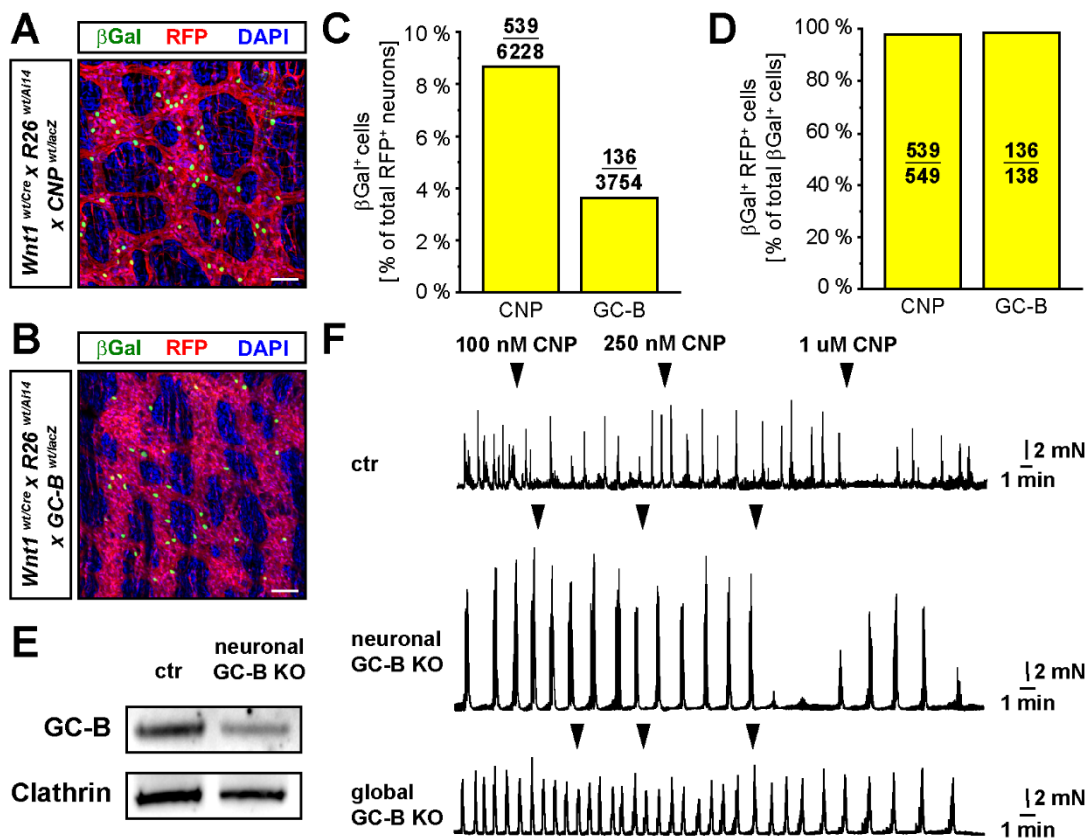 A
βGal RFP DAPI
Wnt1 wt/Cre x R26 wt/Ai14
x CNP wt/lacZ
B
βGal RFP DAPI
Wnt1 wt/Cre x R26 wt/Ai14
x GC-B wt/lacZ
C
βGal+ cells
[% of total RFP+ neurons]
10 %
8 %
6 %
4 %
2 %
0 %
539
6228
136
3754
CNP GC-B
D
βGal+ RFP+ cells
[% of total βGal+ cells]
100 %
80 %
60 %
40 %
20 %
0 %
539
549
136
138
CNP GC-B
E
ctr
neuronal
GC-B KO
GC-B
Clathrin
F
100 nM CNP 250 nM CNP 1 uM CNP
ctr
2 mN
1 min
neuronal
GC-B KO
2 mN
1 min
global
GC-B KO
2 mN
1 min